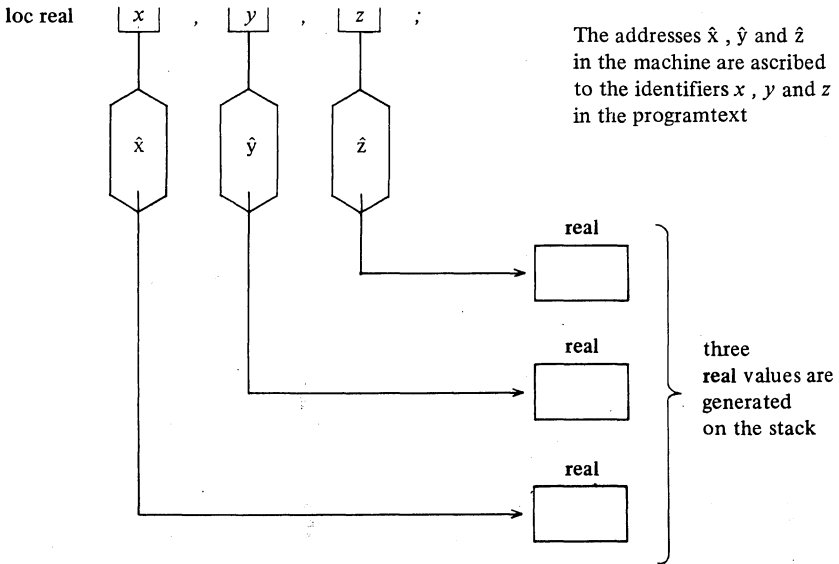 loc real x , y , z ;
The addresses x̂ , ŷ and ẑ
in the machine are ascribed
to the identifiers x , y and z
in the programtext
x̂ ŷ ẑ
real
real
three
real values are
generated
on the stack
real